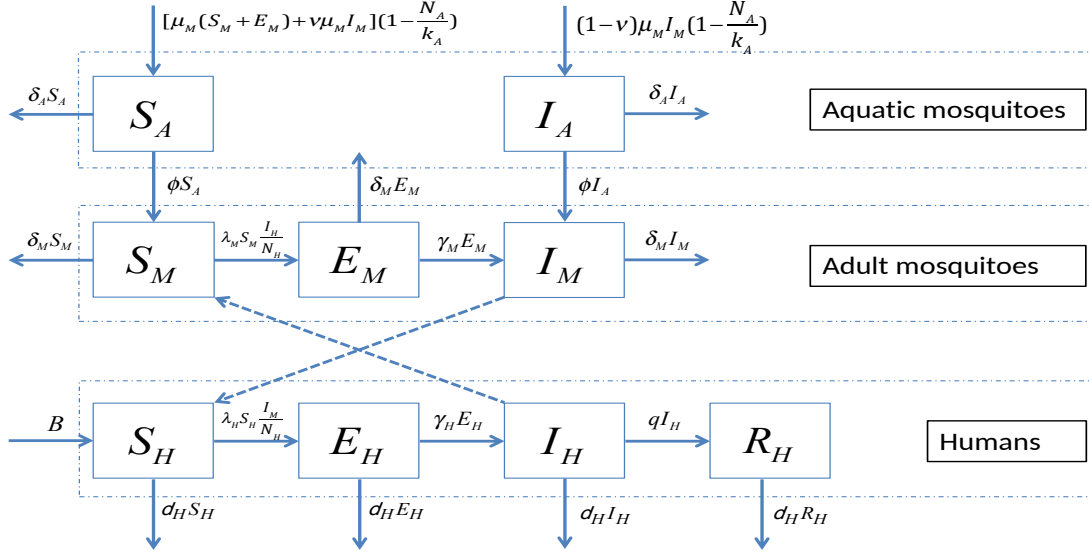 [μ_M(S_M+E_M)+νμ_M I_M](1-N_A/k_A)
(1-ν)μ_M I_M(1-N_A/k_A)
δ_A S_A
S_A
I_A
δ_A I_A
Aquatic mosquitoes
ϕS_A
δ_M E_M
ϕI_A
δ_M S_M
S_M
λ_M S_M I_H/N_H
E_M
γ_M E_M
I_M
δ_M I_M
Adult mosquitoes
B
S_H
λ_H S_H I_M/N_H
E_H
γ_H E_H
I_H
qI_H
R_H
Humans
d_H S_H
d_H E_H
d_H I_H
d_H R_H